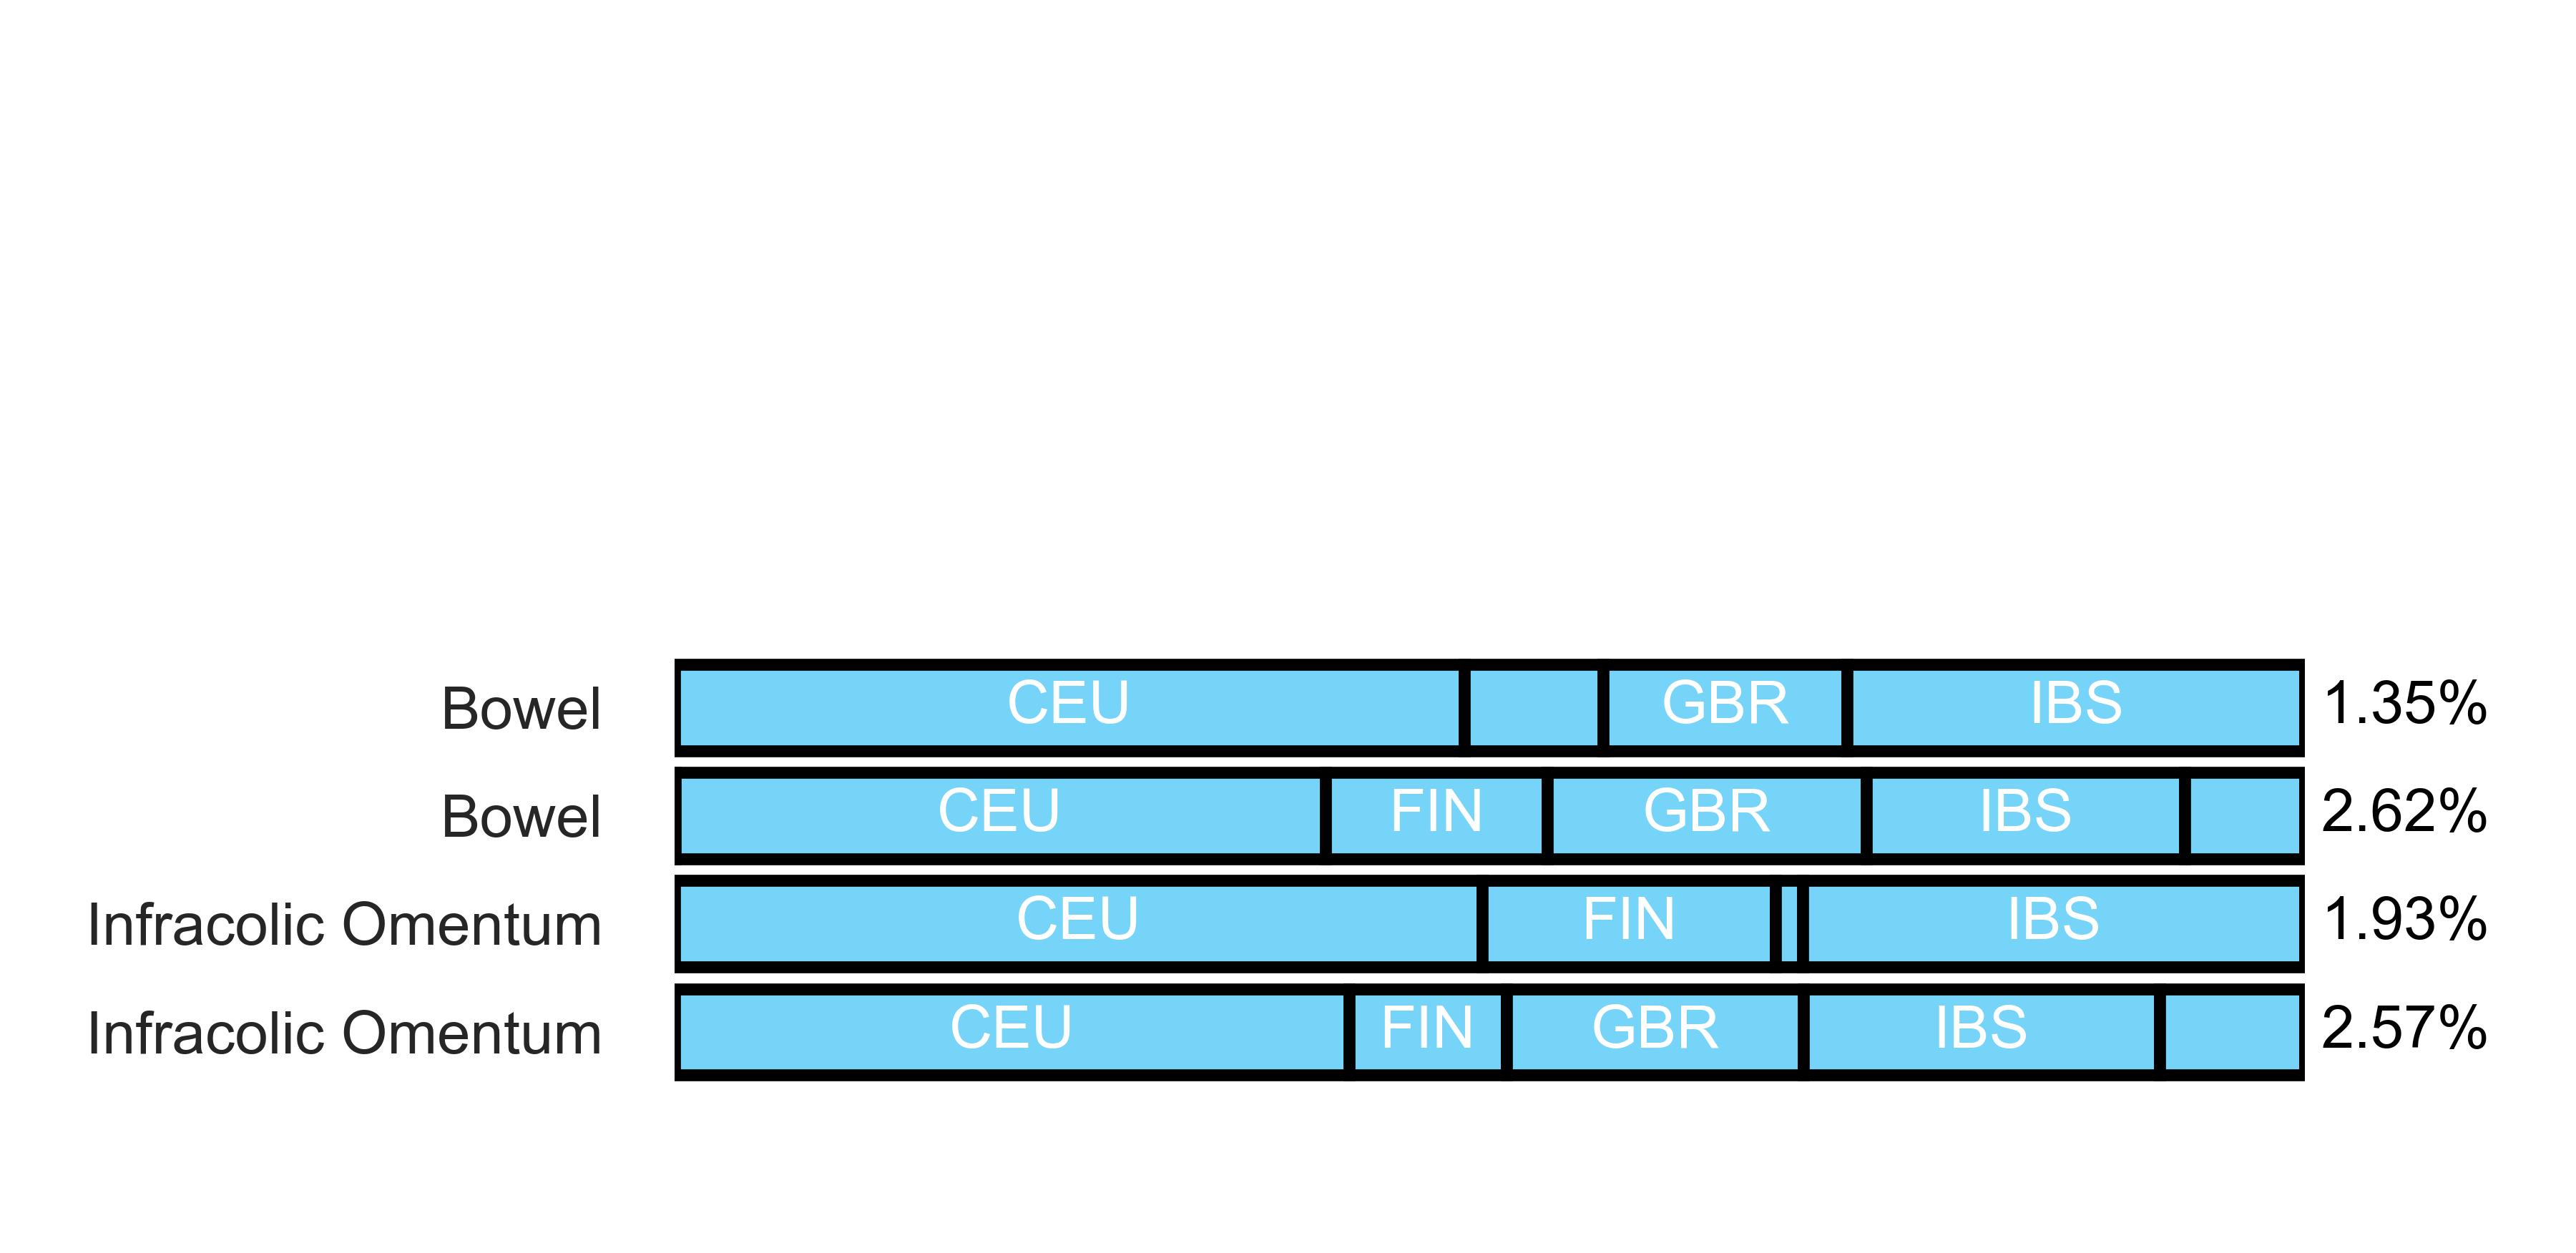 Bowel CEU GBR IBS 1.35%
Bowel CEU FIN GBR IBS 2.62%
Infracolic Omentum CEU FIN IBS 1.93%
Infracolic Omentum CEU FIN GBR IBS 2.57%